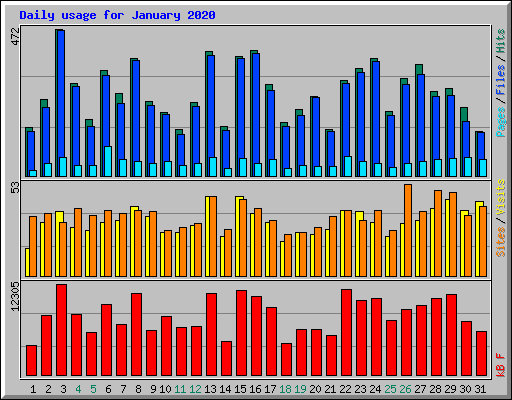 Daily usage for January 2020
472
Pages / Files / Hits
53
Sites / Visits
12305
kB F
1 2 3 4 5 6 7 8 9 10 11 12 13 14 15 16 17 18 19 20 21 22 23 24 25 26 27 28 29 30 31